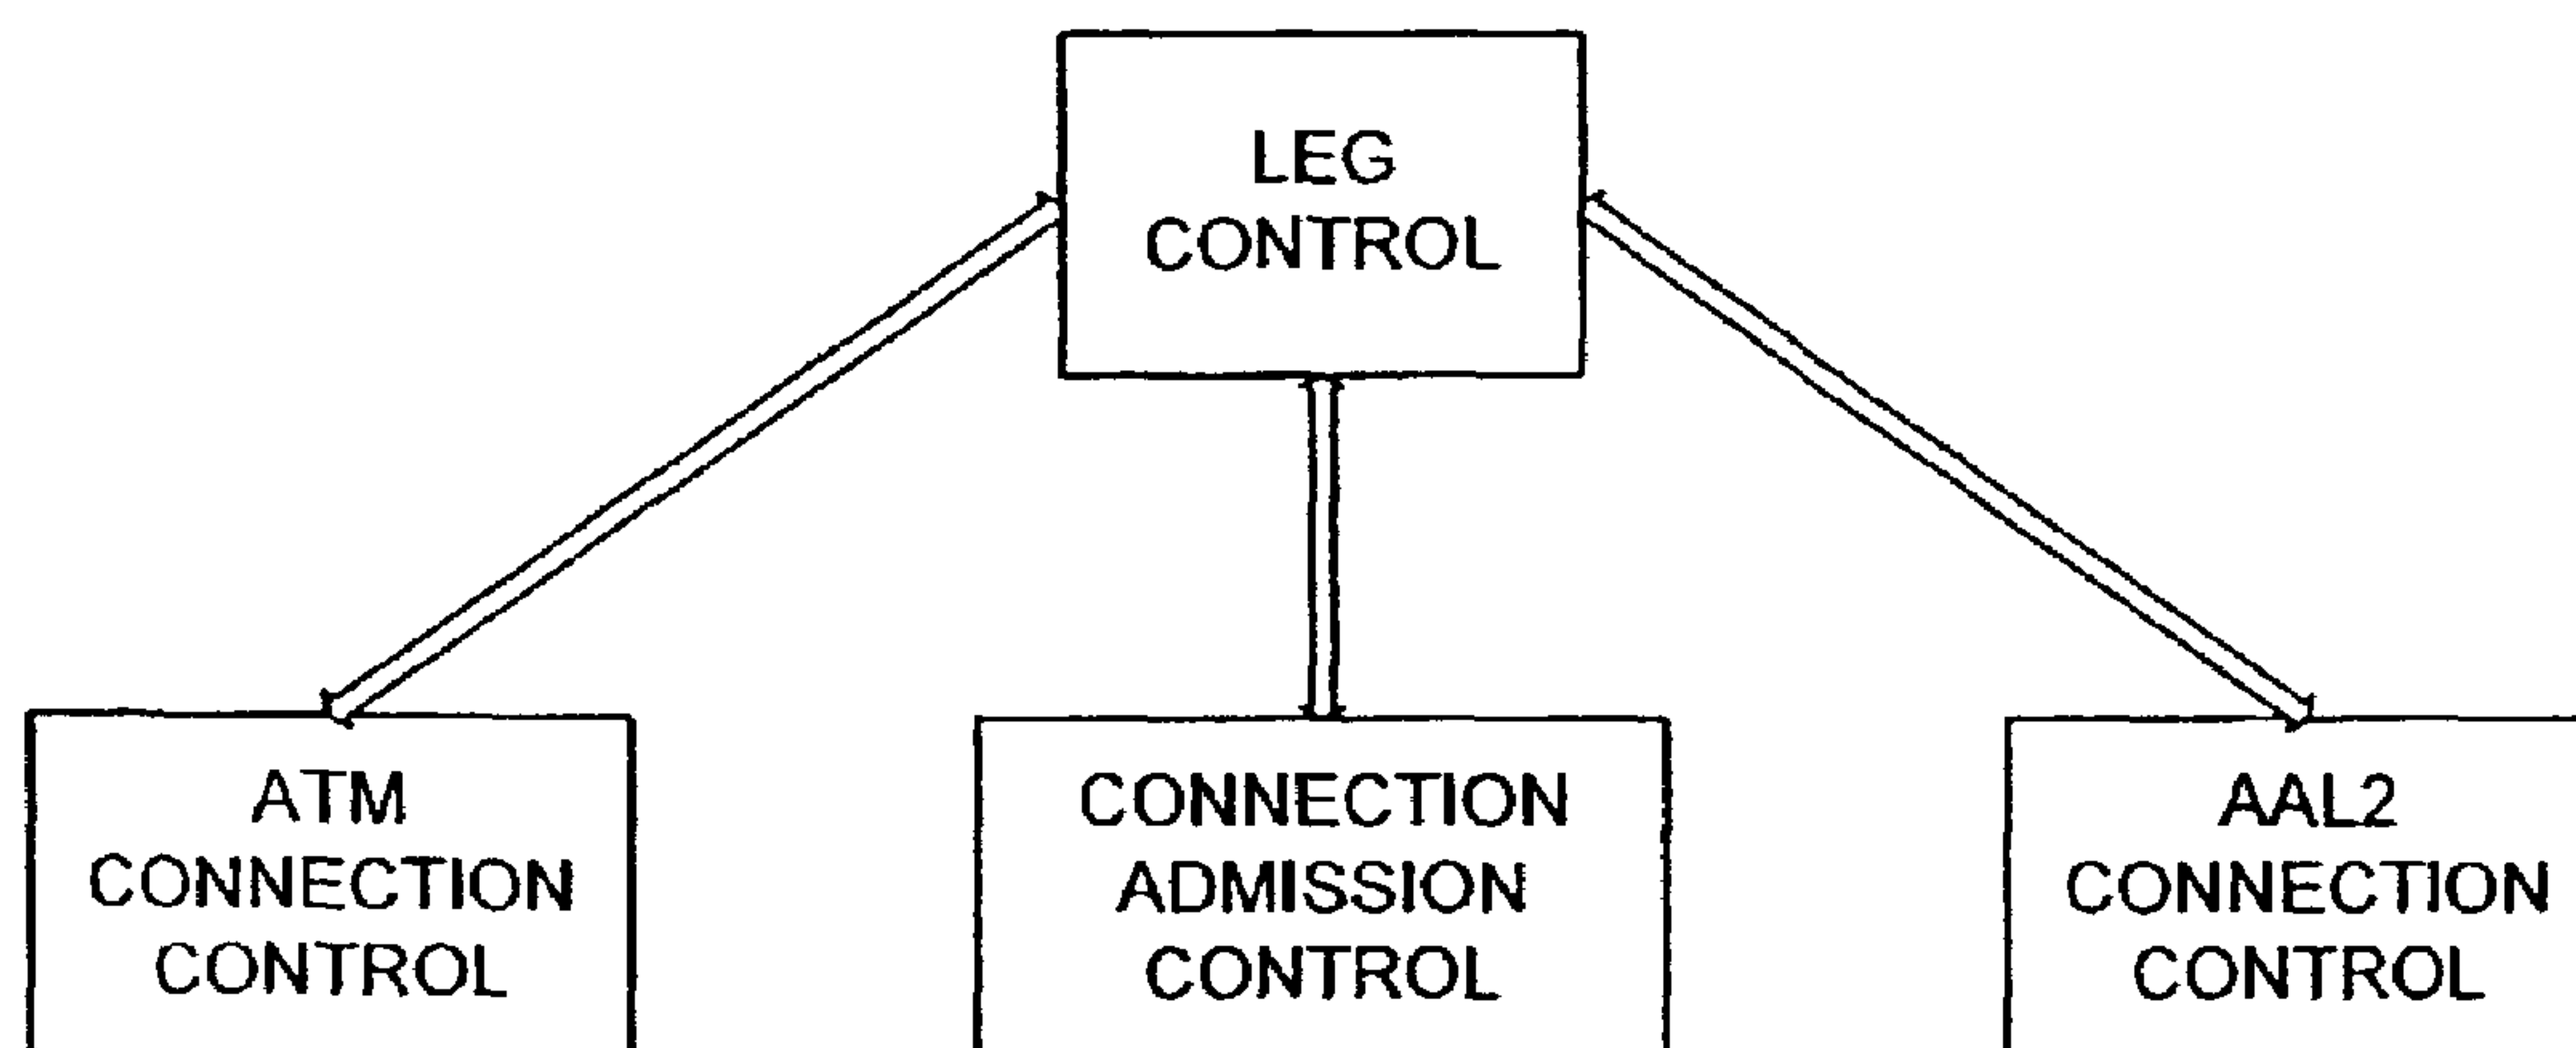 LEG
CONTROL
ATM
CONNECTION
CONTROL
CONNECTION
ADMISSION
CONTROL
AAL2
CONNECTION
CONTROL